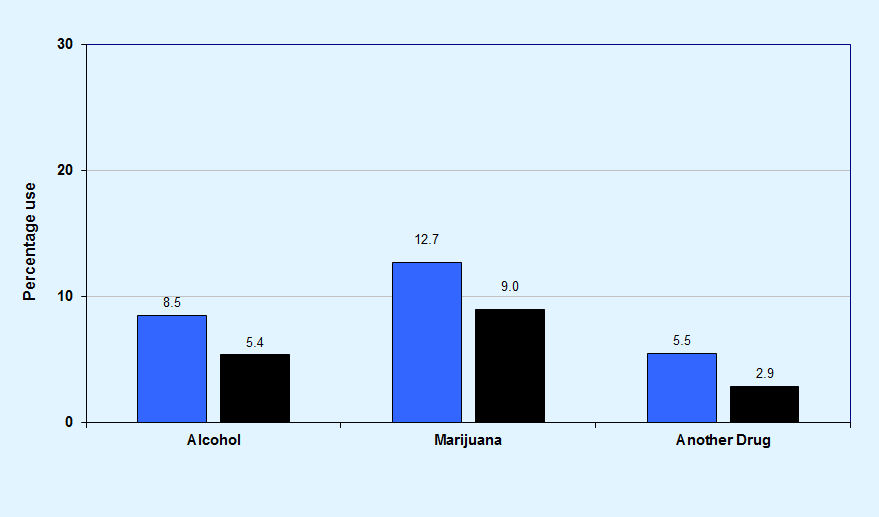 30
20
10
0
Percentage use
8.5
5.4
12.7
9.0
5.5
2.9
Alcohol
Marijuana
Another Drug